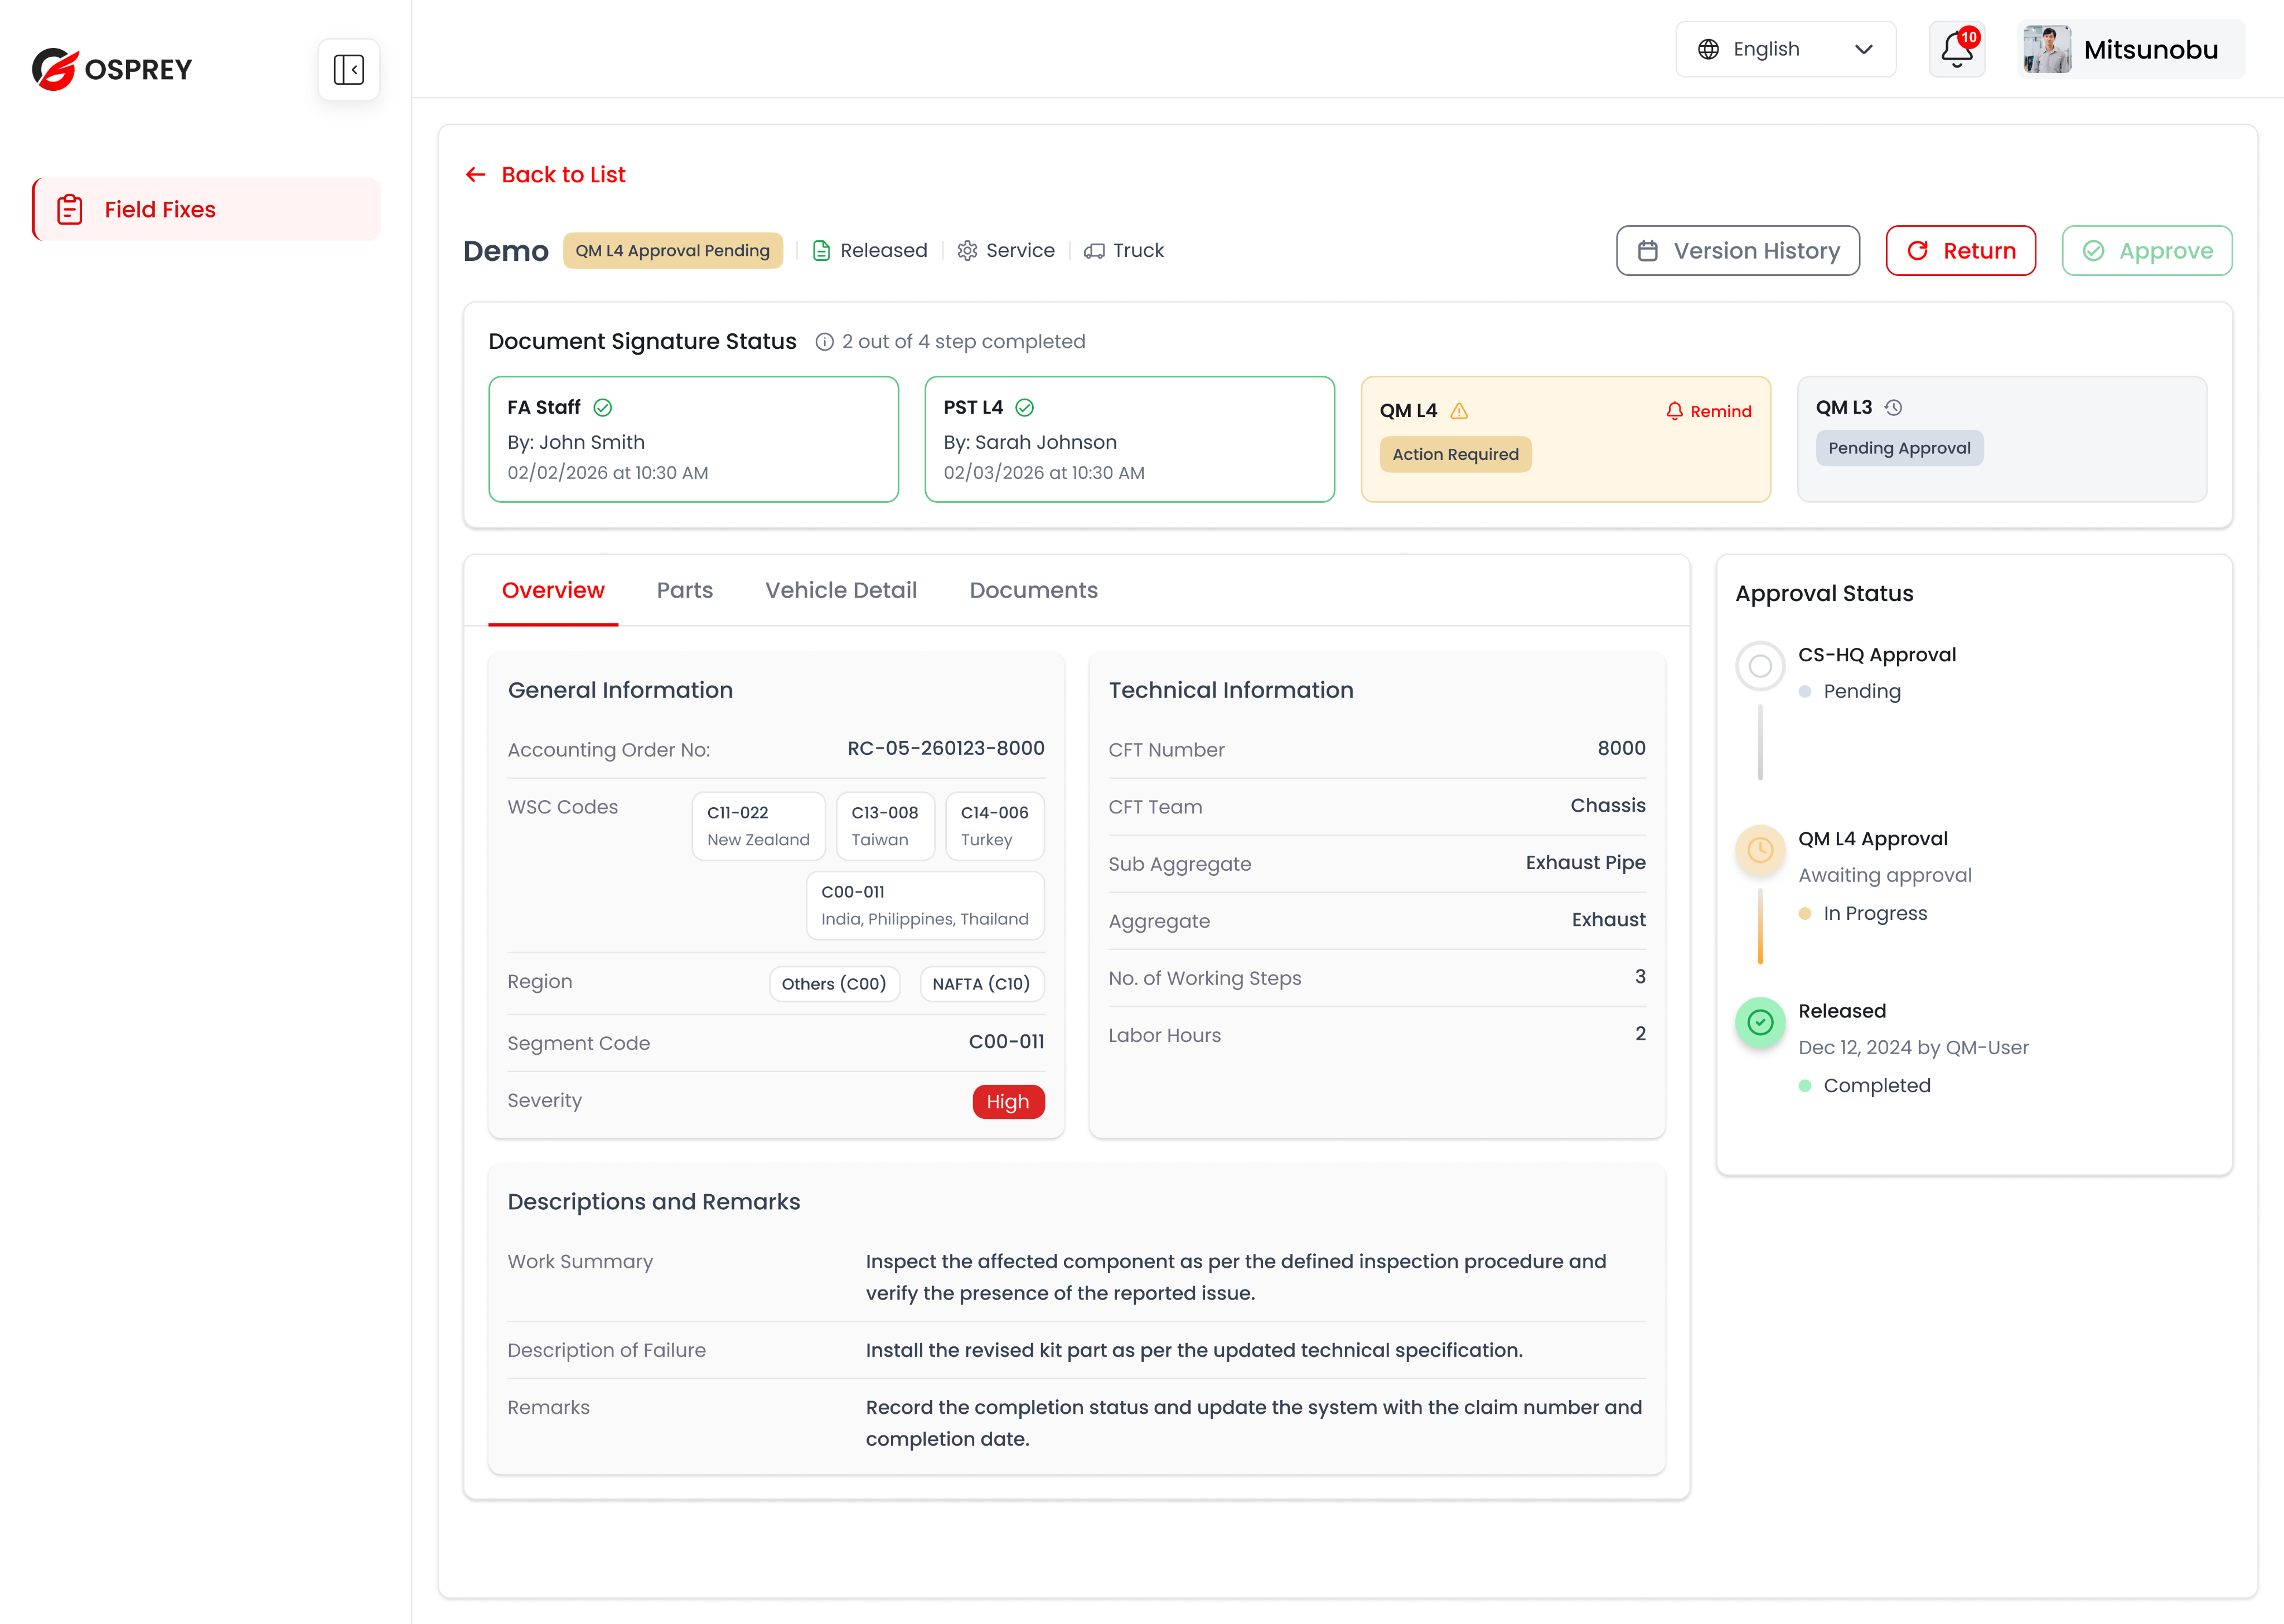 OSPREY
English
10
Mitsunobu
Field Fixes
Back to List
Demo
QM L4 Approval Pending
Released
Service
Truck
Version History
Return
Approve
Document Signature Status
2 out of 4 step completed
FA Staff
By: John Smith
02/02/2026 at 10:30 AM
PST L4
By: Sarah Johnson
02/03/2026 at 10:30 AM
QM L4
Remind
Action Required
QM L3
Pending Approval
Overview
Parts
Vehicle Detail
Documents
General Information
Accounting Order No:
RC-05-260123-8000
WSC Codes
C11-022
New Zealand
C13-008
Taiwan
C14-006
Turkey
C00-011
India, Philippines, Thailand
Region
Others (C00)
NAFTA (C10)
Segment Code
C00-011
Severity
High
Technical Information
CFT Number
8000
CFT Team
Chassis
Sub Aggregate
Exhaust Pipe
Aggregate
Exhaust
No. of Working Steps
3
Labor Hours
2
Descriptions and Remarks
Work Summary
Inspect the affected component as per the defined inspection procedure and
verify the presence of the reported issue.
Description of Failure
Install the revised kit part as per the updated technical specification.
Remarks
Record the completion status and update the system with the claim number and
completion date.
Approval Status
CS-HQ Approval
Pending
QM L4 Approval
Awaiting approval
In Progress
Released
Dec 12, 2024 by QM-User
Completed